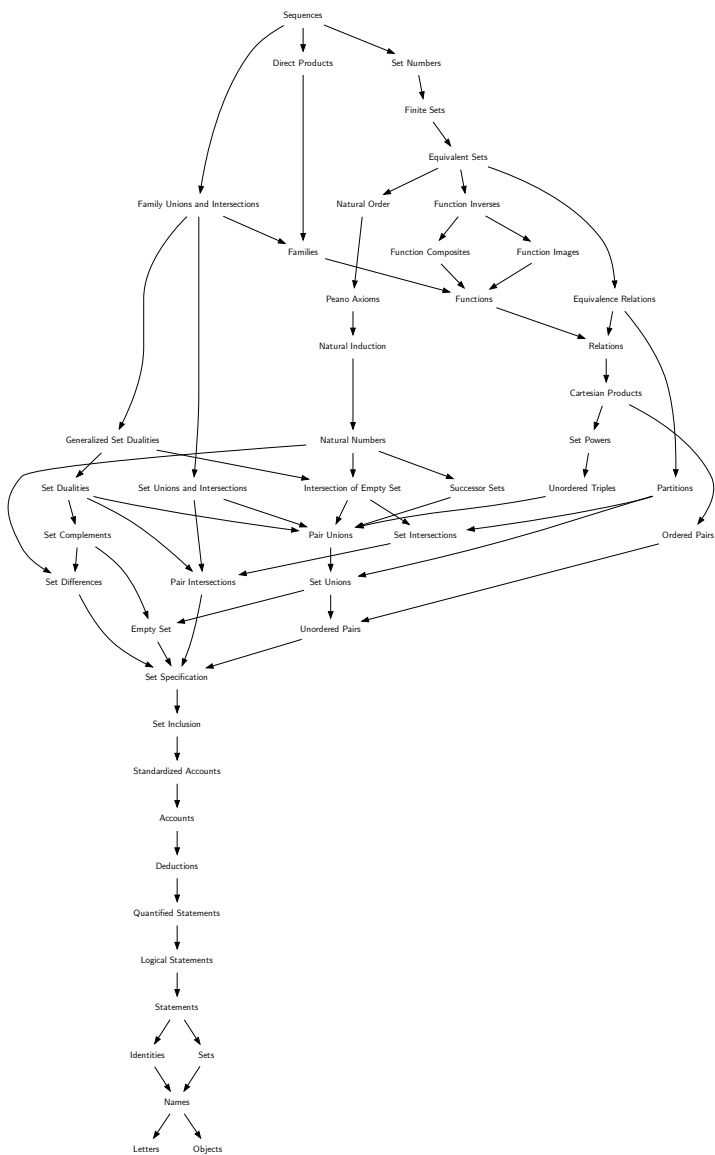 Sequences
Direct Products
Set Numbers
Finite Sets
Equivalent Sets
Family Unions and Intersections
Natural Order
Function Inverses
Families
Function Composites
Function Images
Peano Axioms
Functions
Equivalence Relations
Natural Induction
Relations
Cartesian Products
Generalized Set Dualities
Natural Numbers
Set Powers
Set Dualities
Set Unions and Intersections
Intersection of Empty Set
Successor Sets
Unordered Triples
Partitions
Set Complements
Pair Unions
Set Intersections
Ordered Pairs
Set Differences
Pair Intersections
Set Unions
Empty Set
Unordered Pairs
Set Specification
Set Inclusion
Standardized Accounts
Accounts
Deductions
Quantified Statements
Logical Statements
Statements
Identities
Sets
Names
Letters
Objects